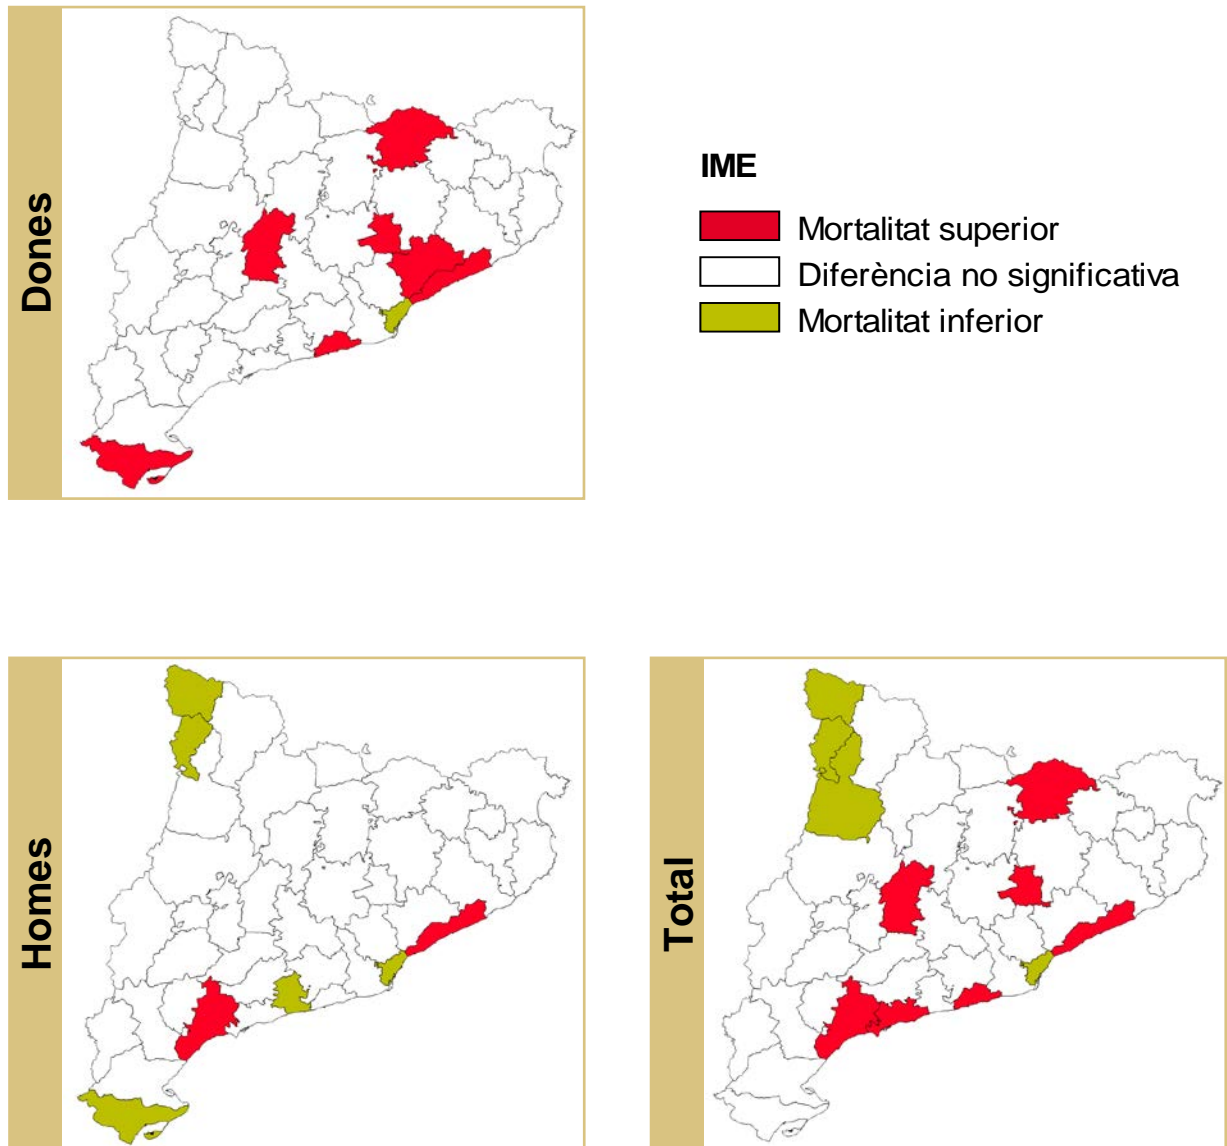 Dones
IME
Mortalitat superior
Diferència no significativa
Mortalitat inferior
Homes
Total